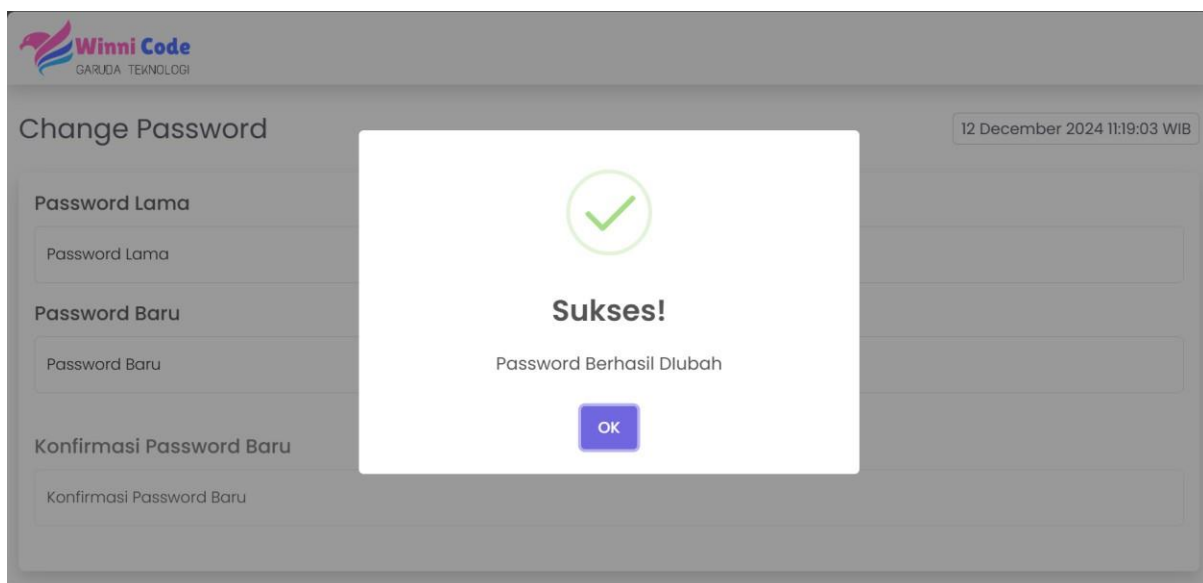 Winni Code
GARUDA TEKNOLOGI
Change Password
12 December 2024 11:19:03 WIB
Password Lama
Password Lama
Password Baru
Password Baru
Konfirmasi Password Baru
Konfirmasi Password Baru
Sukses!
Password Berhasil DIubah
OK